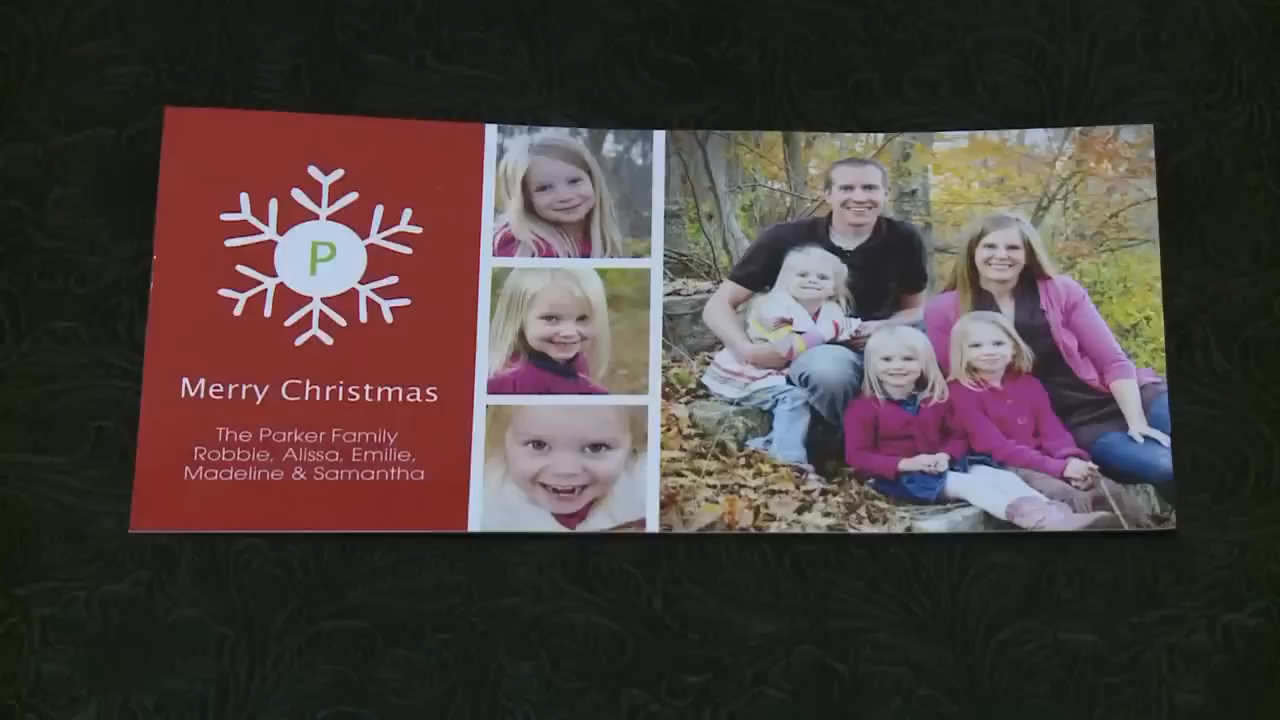 P
Merry Christmas
The Parker Family
Robbie, Alissa, Emilie,
Madeline & Samantha